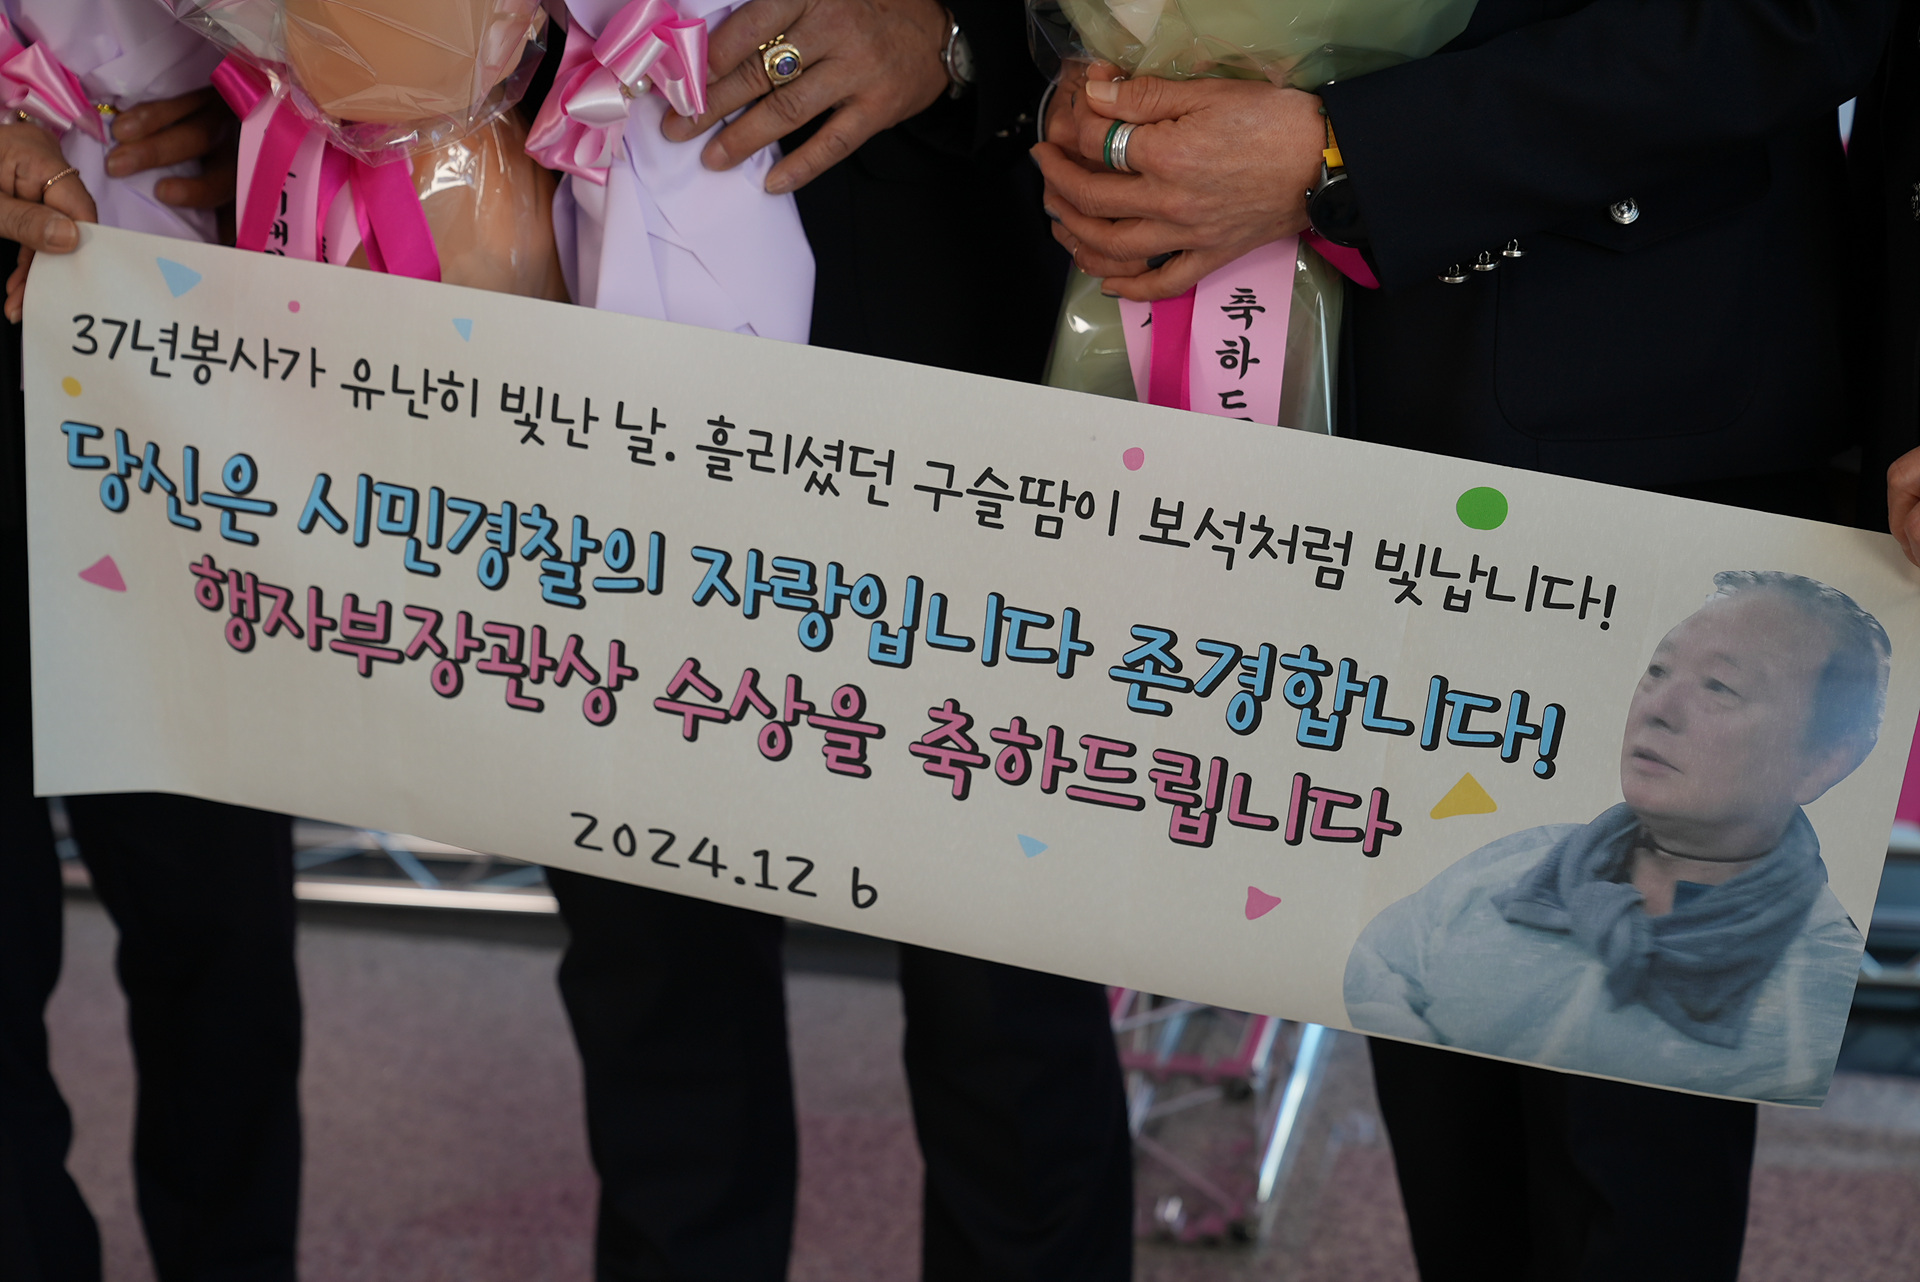 축하드
37년봉사가 유난히 빛난 날. 흘리셨던 구슬땀이 보석처럼 빛납니다!
당신은 시민경찰의 자랑입니다 존경합니다!
행자부장관상 수상을 축하드립니다
2024.12 6